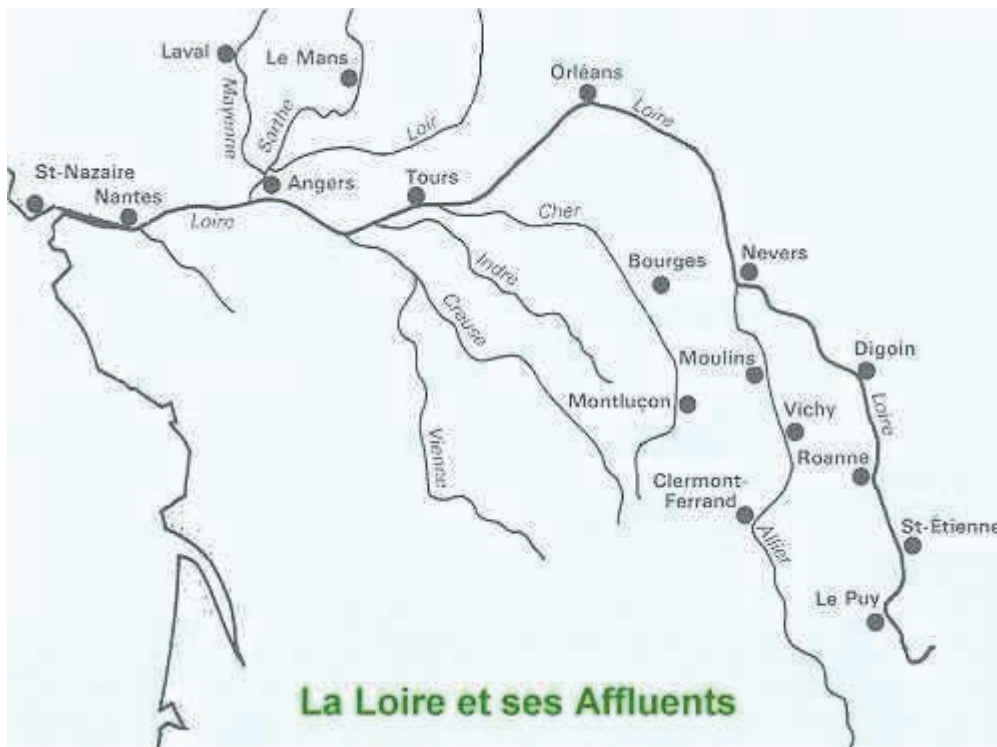 Laval
Le Mans
Orléans
Mayenne
Sarthe
Loir
Loire
St-Nazaire
Nantes
Angers
Tours
Loire
Cher
Indre
Bourges
Nevers
Creuse
Moulins
Digoin
Montluçon
Vichy
Loire
Vienne
Roanne
Clermont-
Ferrand
Allier
St-Étienne
Le Puy
La Loire et ses Affluents